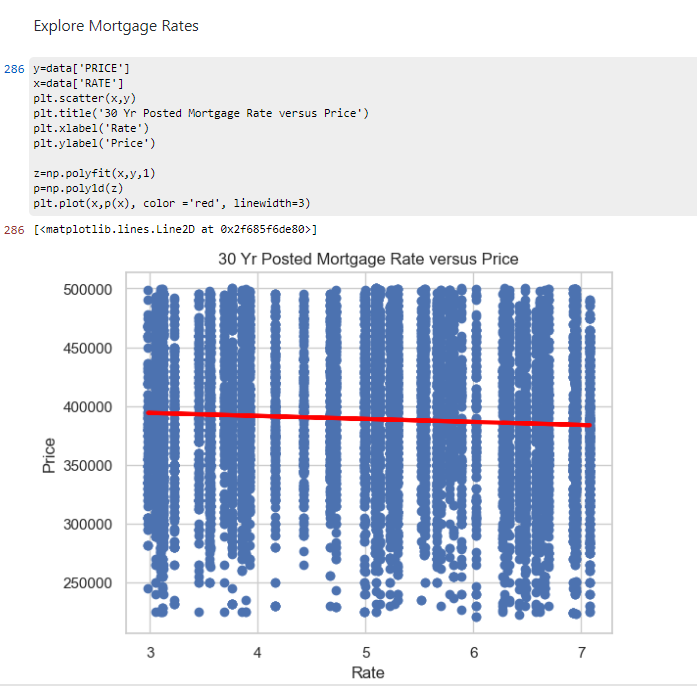 Explore Mortgage Rates
286 y=data['PRICE']
x=data['RATE']
plt.scatter(x,y)
plt.title('30 Yr Posted Mortgage Rate versus Price')
plt.xlabel('Rate')
plt.ylabel('Price')
z=np.polyfit(x,y,1)
p=np.poly1d(z)
plt.plot(x,p(x), color ='red', linewidth=3)
286 [<matplotlib.lines.Line2D at 0x2f685f6de80>]
30 Yr Posted Mortgage Rate versus Price
500000
450000
400000
350000
300000
250000
Price
3 4 5 6 7
Rate